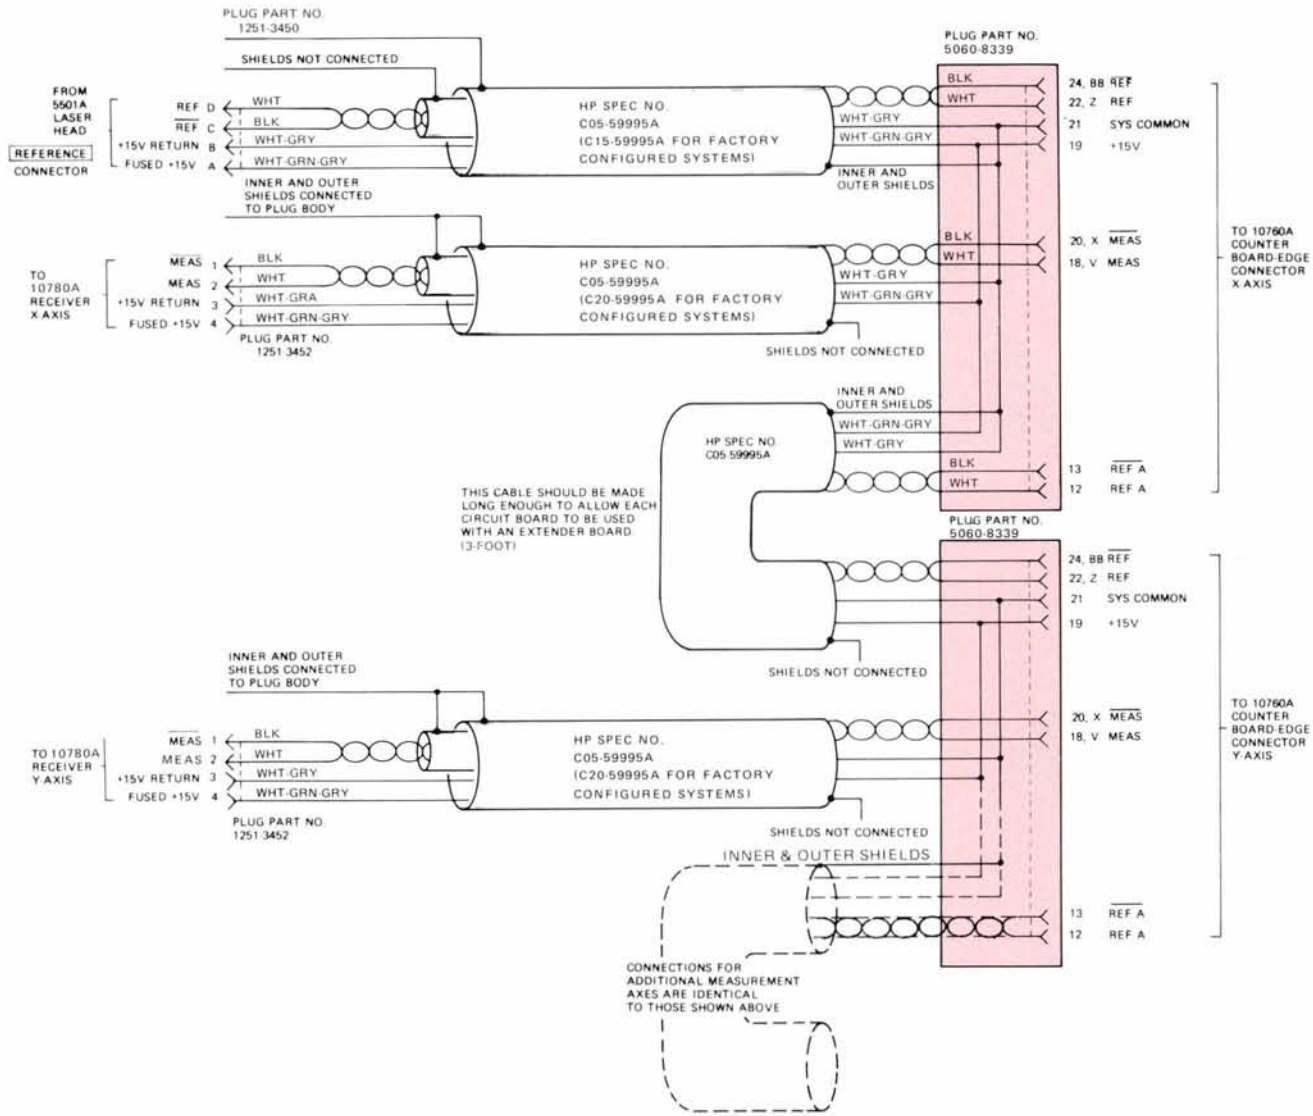 PLUG PART NO.
1251-3450
SHIELDS NOT CONNECTED
FROM
5501A
LASER
HEAD
REFERENCE
CONNECTOR
REF D
WHT
REF C
BLK
+15V RETURN B
WHT-GRY
FUSED +15V A
WHT-GRN-GRY
HP SPEC NO.
C05-59995A
(C15-59995A FOR FACTORY
CONFIGURED SYSTEMS)
WHT-GRY
WHT-GRN-GRY
INNER AND
OUTER SHIELDS
PLUG PART NO.
5060-8339
BLK
24, BB REF
WHT
22, Z REF
21 SYS COMMON
19 +15V
INNER AND OUTER
SHIELDS CONNECTED
TO PLUG BODY
TO
10780A
RECEIVER
X-AXIS
MEAS 1
BLK
MEAS 2
WHT
+15V RETURN 3
WHT-GRA
FUSED +15V 4
WHT-GRN-GRY
PLUG PART NO.
1251-3452
HP SPEC NO.
C05-59995A
(C20-59995A FOR FACTORY
CONFIGURED SYSTEMS)
WHT-GRY
WHT-GRN-GRY
SHIELDS NOT CONNECTED
BLK
20, X MEAS
WHT
18, V MEAS
TO 10760A
COUNTER
BOARD-EDGE
CONNECTOR
X-AXIS
INNER AND
OUTER SHIELDS
WHT-GRN-GRY
WHT-GRY
HP SPEC NO.
C05-59995A
BLK
13 REF A
WHT
12 REF A
THIS CABLE SHOULD BE MADE
LONG ENOUGH TO ALLOW EACH
CIRCUIT BOARD TO BE USED
WITH AN EXTENDER BOARD.
(3-FOOT)
PLUG PART NO.
5060-8339
24, BB REF
22, Z REF
21 SYS COMMON
19 +15V
SHIELDS NOT CONNECTED
INNER AND OUTER
SHIELDS CONNECTED
TO PLUG BODY
TO 10780A
RECEIVER
Y-AXIS
MEAS 1
BLK
MEAS 2
WHT
+15V RETURN 3
WHT-GRY
FUSED +15V 4
WHT-GRN-GRY
PLUG PART NO.
1251-3452
HP SPEC NO.
C05-59995A
(C20-59995A FOR FACTORY
CONFIGURED SYSTEMS)
20, X MEAS
18, V MEAS
TO 10760A
COUNTER
BOARD-EDGE
CONNECTOR
Y-AXIS
SHIELDS NOT CONNECTED
INNER & OUTER SHIELDS
13 REF A
12 REF A
CONNECTIONS FOR
ADDITIONAL MEASUREMENT
AXES ARE IDENTICAL
TO THOSE SHOWN ABOVE